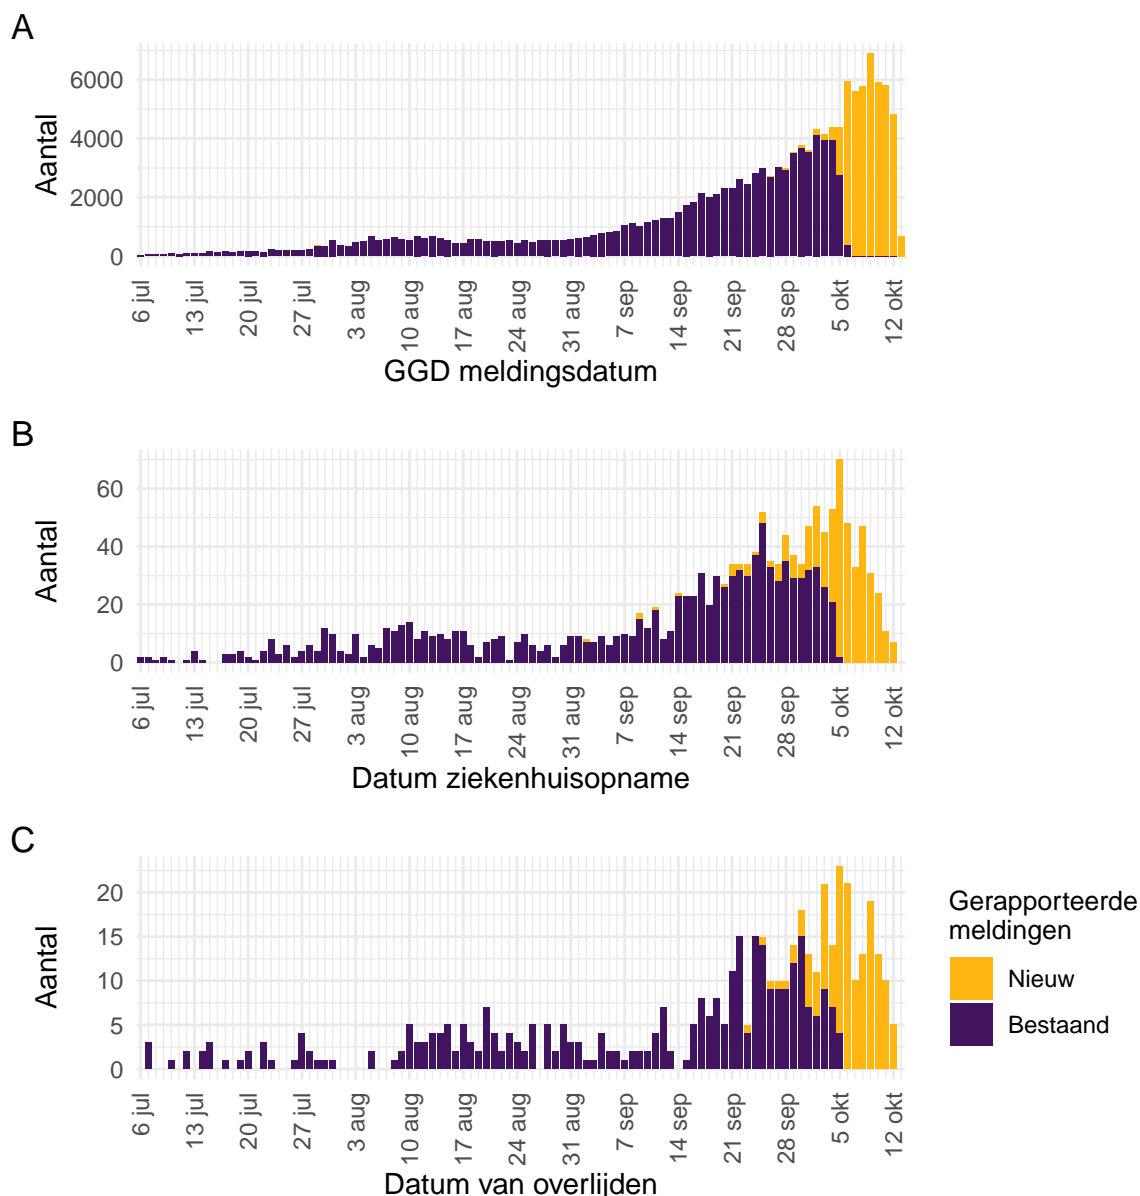 A
6000
4000
2000
0
Aantal
6 jul
13 jul
20 jul
27 jul
3 aug
10 aug
17 aug
24 aug
31 aug
7 sep
14 sep
21 sep
28 sep
5 okt
12 okt
GGD meldingsdatum
B
60
40
20
0
Aantal
6 jul
13 jul
20 jul
27 jul
3 aug
10 aug
17 aug
24 aug
31 aug
7 sep
14 sep
21 sep
28 sep
5 okt
12 okt
Datum ziekenhuisopname
C
20
15
10
5
0
Aantal
6 jul
13 jul
20 jul
27 jul
3 aug
10 aug
17 aug
24 aug
31 aug
7 sep
14 sep
21 sep
28 sep
5 okt
12 okt
Datum van overlijden
Gerapporteerde
meldingen
Nieuw
Bestaand